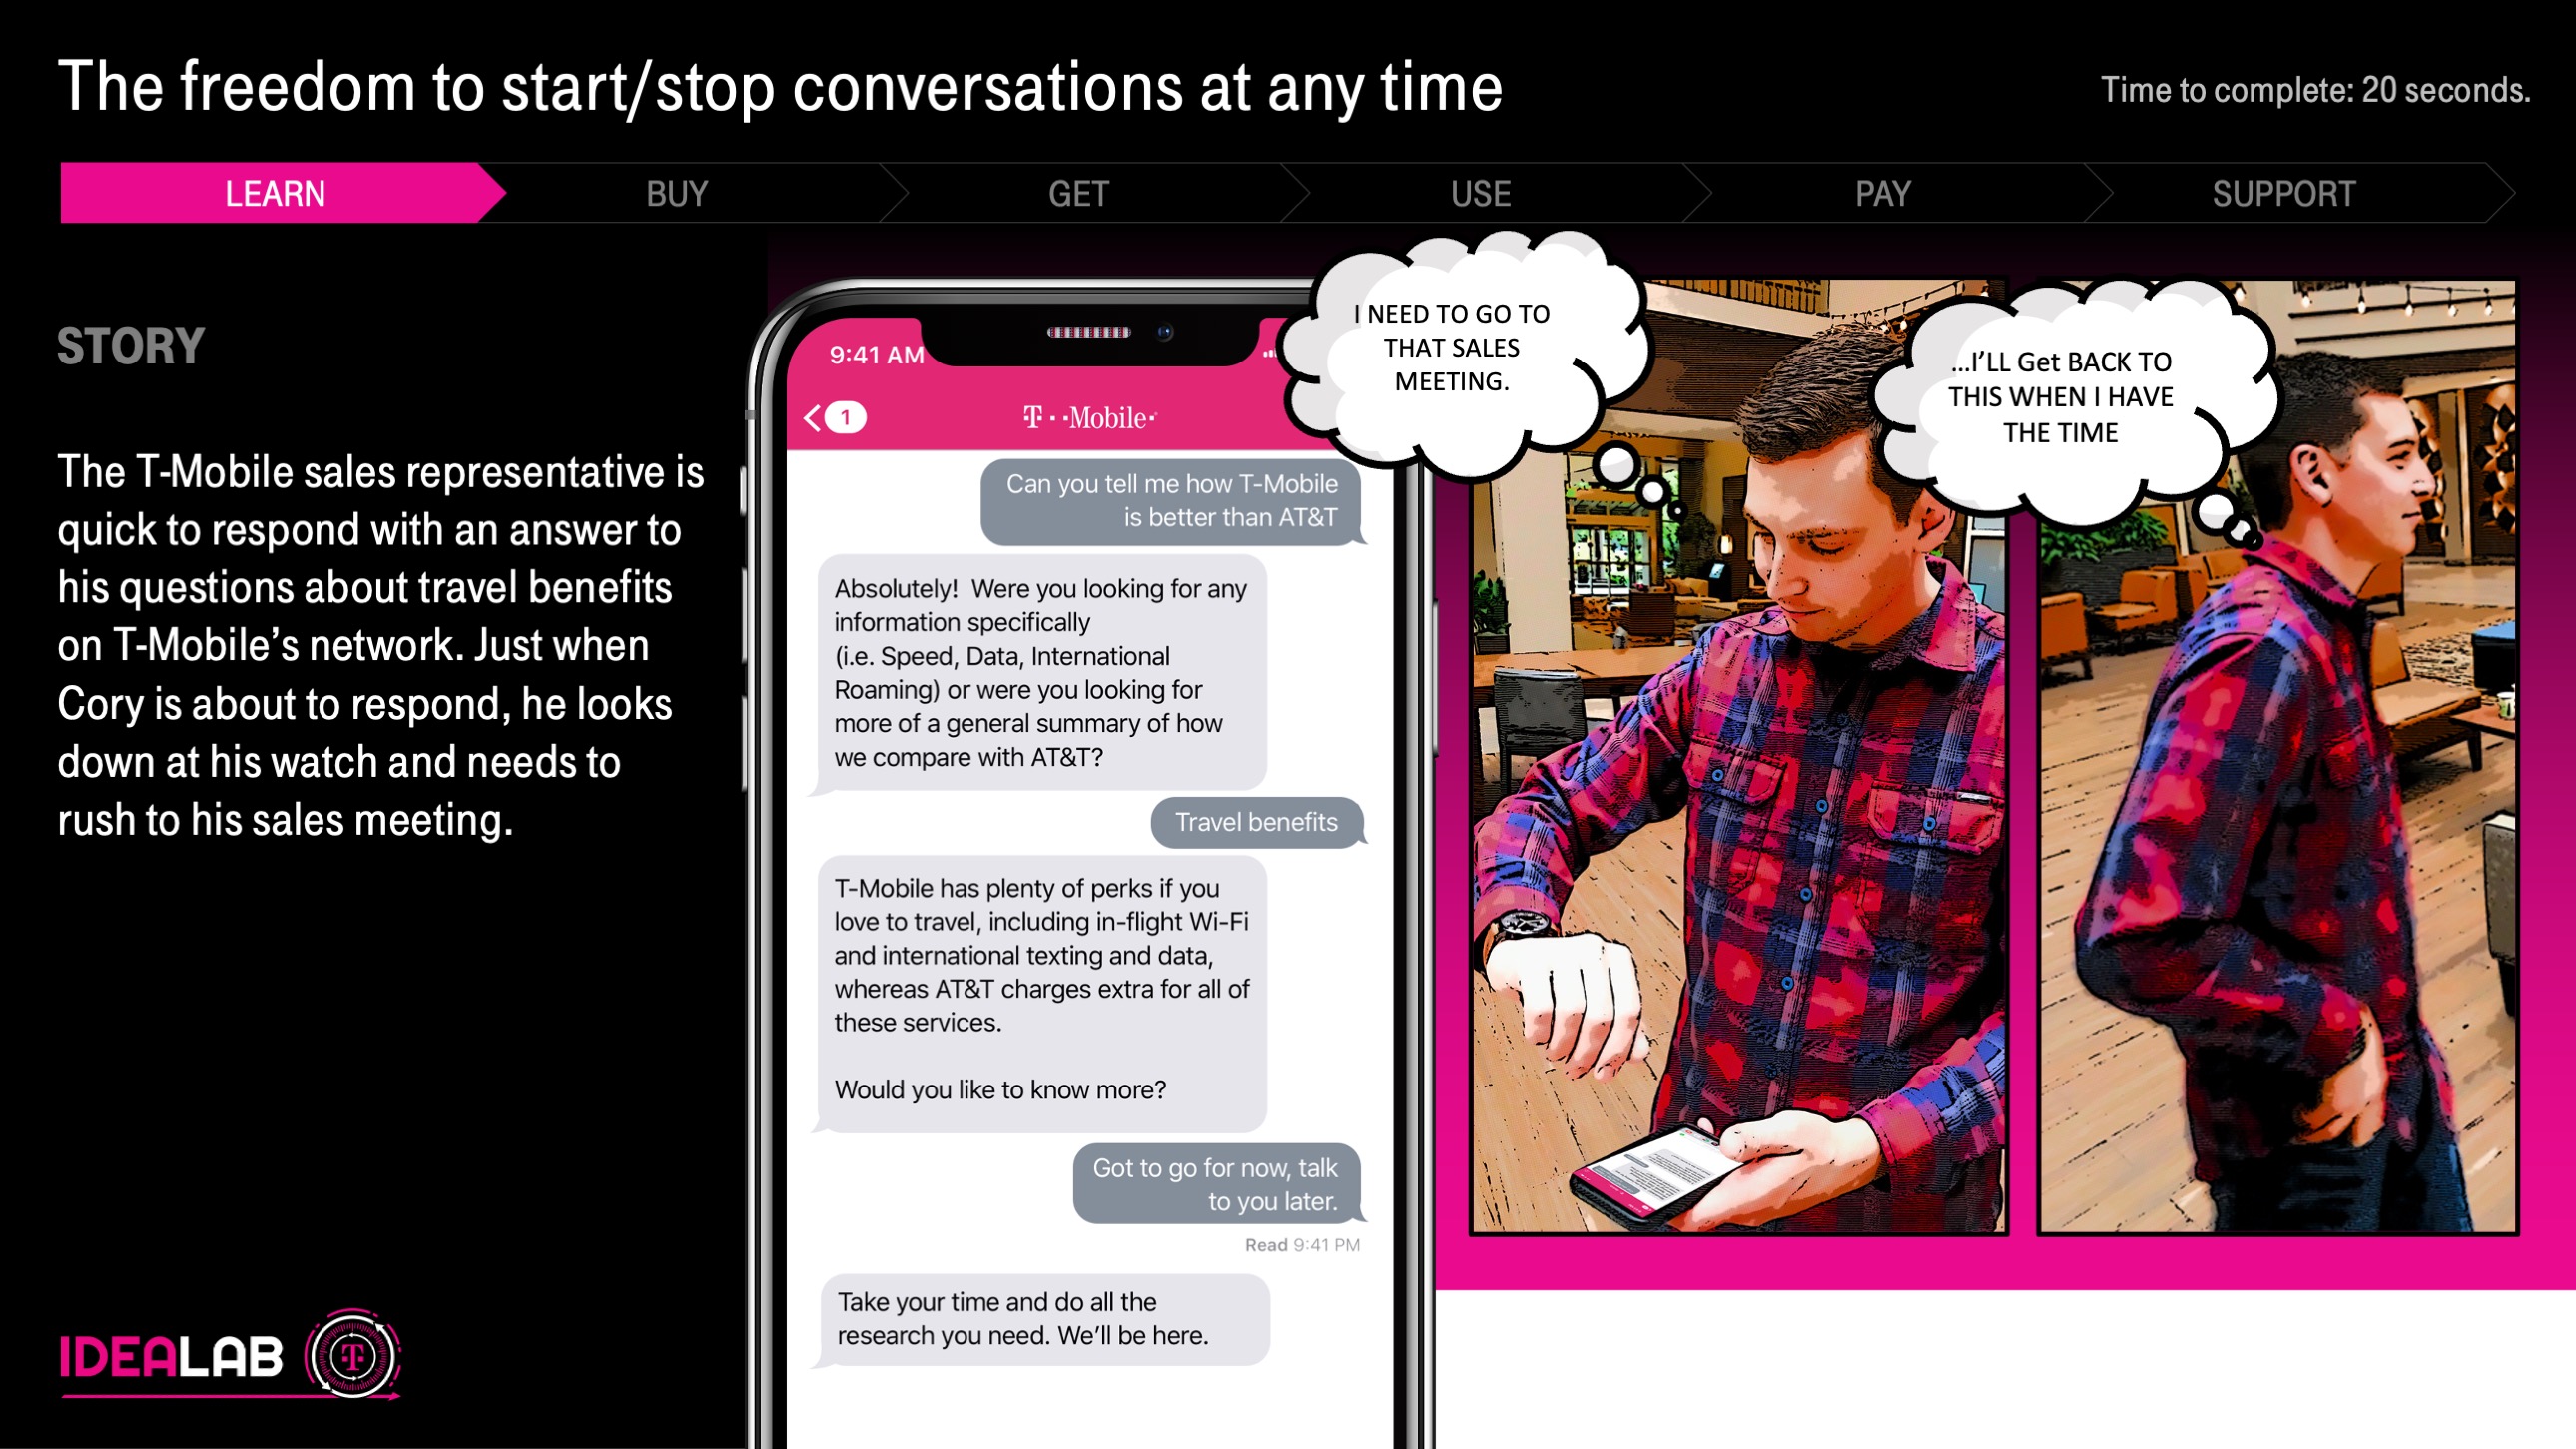 The freedom to start/stop conversations at any time
Time to complete: 20 seconds.
LEARN
BUY
GET
USE
PAY
SUPPORT
STORY
The T-Mobile sales representative is
quick to respond with an answer to
his questions about travel benefits
on T-Mobile’s network. Just when
Cory is about to respond, he looks
down at his watch and needs to
rush to his sales meeting.
9:41 AM
1
T··Mobile·
Can you tell me how T-Mobile
is better than AT&T
Absolutely!  Were you looking for any
information specifically
(i.e. Speed, Data, International
Roaming) or were you looking for
more of a general summary of how
we compare with AT&T?
Travel benefits
T-Mobile has plenty of perks if you
love to travel, including in-flight Wi-Fi
and international texting and data,
whereas AT&T charges extra for all of
these services.
Would you like to know more?
Got to go for now, talk
to you later.
Read 9:41 PM
Take your time and do all the
research you need. We’ll be here.
I NEED TO GO TO
THAT SALES
MEETING.
...I’LL Get BACK TO
THIS WHEN I HAVE
THE TIME
IDEALAB
T